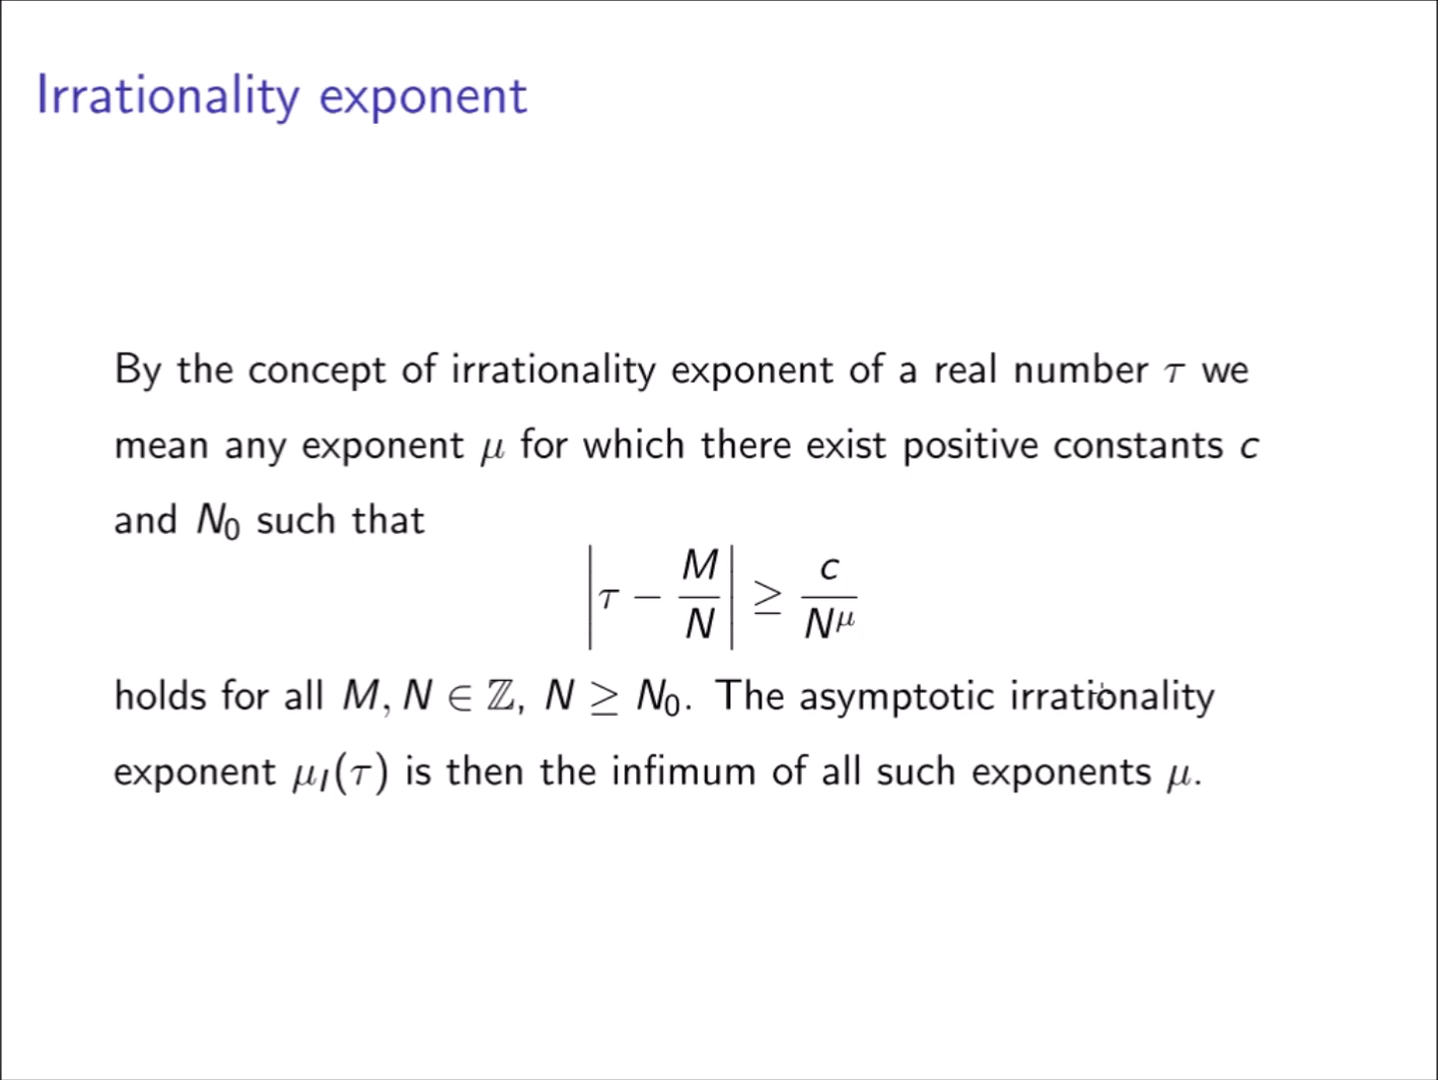 Irrationality exponent
By the concept of irrationality exponent of a real number τ we
mean any exponent μ for which there exist positive constants c
and N₀ such that
|τ − M/N| ≥ c/N^μ
holds for all M, N ∈ ℤ, N ≥ N₀. The asymptotic irrationality
exponent μ_I(τ) is then the infimum of all such exponents μ.